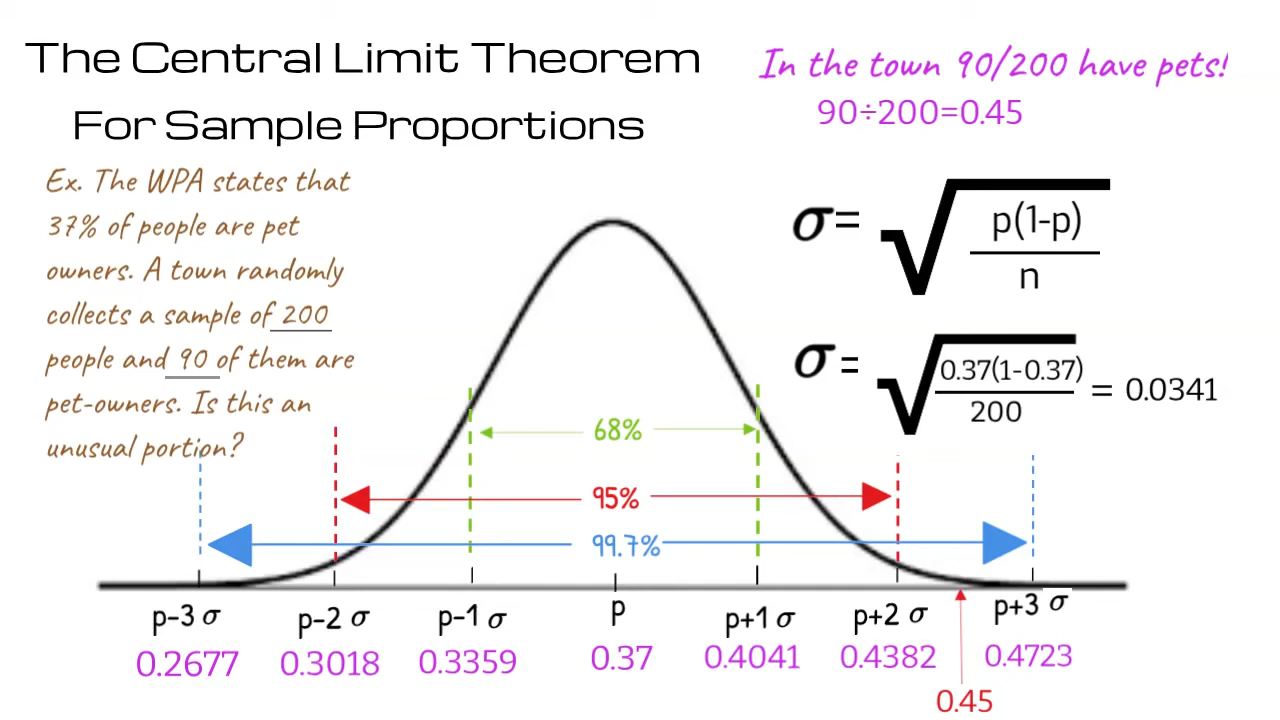 The Central Limit Theorem
For Sample Proportions
In the town 90/200 have pets!
90÷200=0.45
Ex. The WPA states that
37% of people are pet
owners. A town randomly
collects a sample of 200
people and 90 of them are
pet-owners. Is this an
unusual portion?
σ = √ p(1-p)
n
σ = √ 0.37(1-0.37)
200
= 0.0341
68%
95%
99.7%
p-3 σ p-2 σ p-1 σ p p+1 σ p+2 σ p+3 σ
0.2677 0.3018 0.3359 0.37 0.4041 0.4382 0.4723
0.45